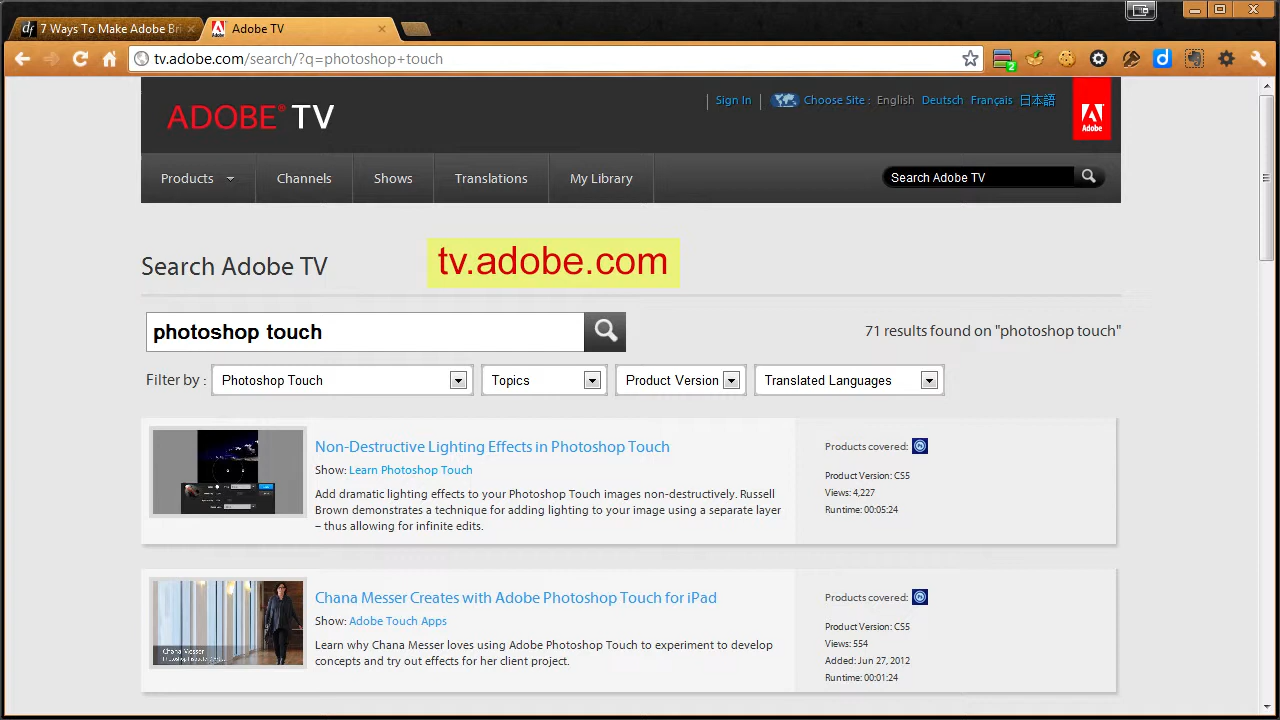 7 Ways To Make Adobe Bri
Adobe TV
tv.adobe.com/search/?q=photoshop+touch
2
ADOBE® TV
Sign In
Choose Site : English Deutsch Français 日本語
Adobe
Products
Channels
Shows
Translations
My Library
Search Adobe TV
Search Adobe TV
tv.adobe.com
photoshop touch
71 results found on "photoshop touch"
Filter by :
Photoshop Touch
Topics
Product Version
Translated Languages
Non-Destructive Lighting Effects in Photoshop Touch
Show: Learn Photoshop Touch
Add dramatic lighting effects to your Photoshop Touch images non-destructively. Russell
Brown demonstrates a technique for adding lighting to your image using a separate layer
– thus allowing for infinite edits.
Products covered:
Product Version: CS5
Views: 4,227
Runtime: 00:05:24
Chana Messer
Chana Messer Creates with Adobe Photoshop Touch for iPad
Show: Adobe Touch Apps
Learn why Chana Messer loves using Adobe Photoshop Touch to experiment to develop
concepts and try out effects for her client project.
Products covered:
Product Version: CS5
Views: 554
Added: Jun 27, 2012
Runtime: 00:01:24